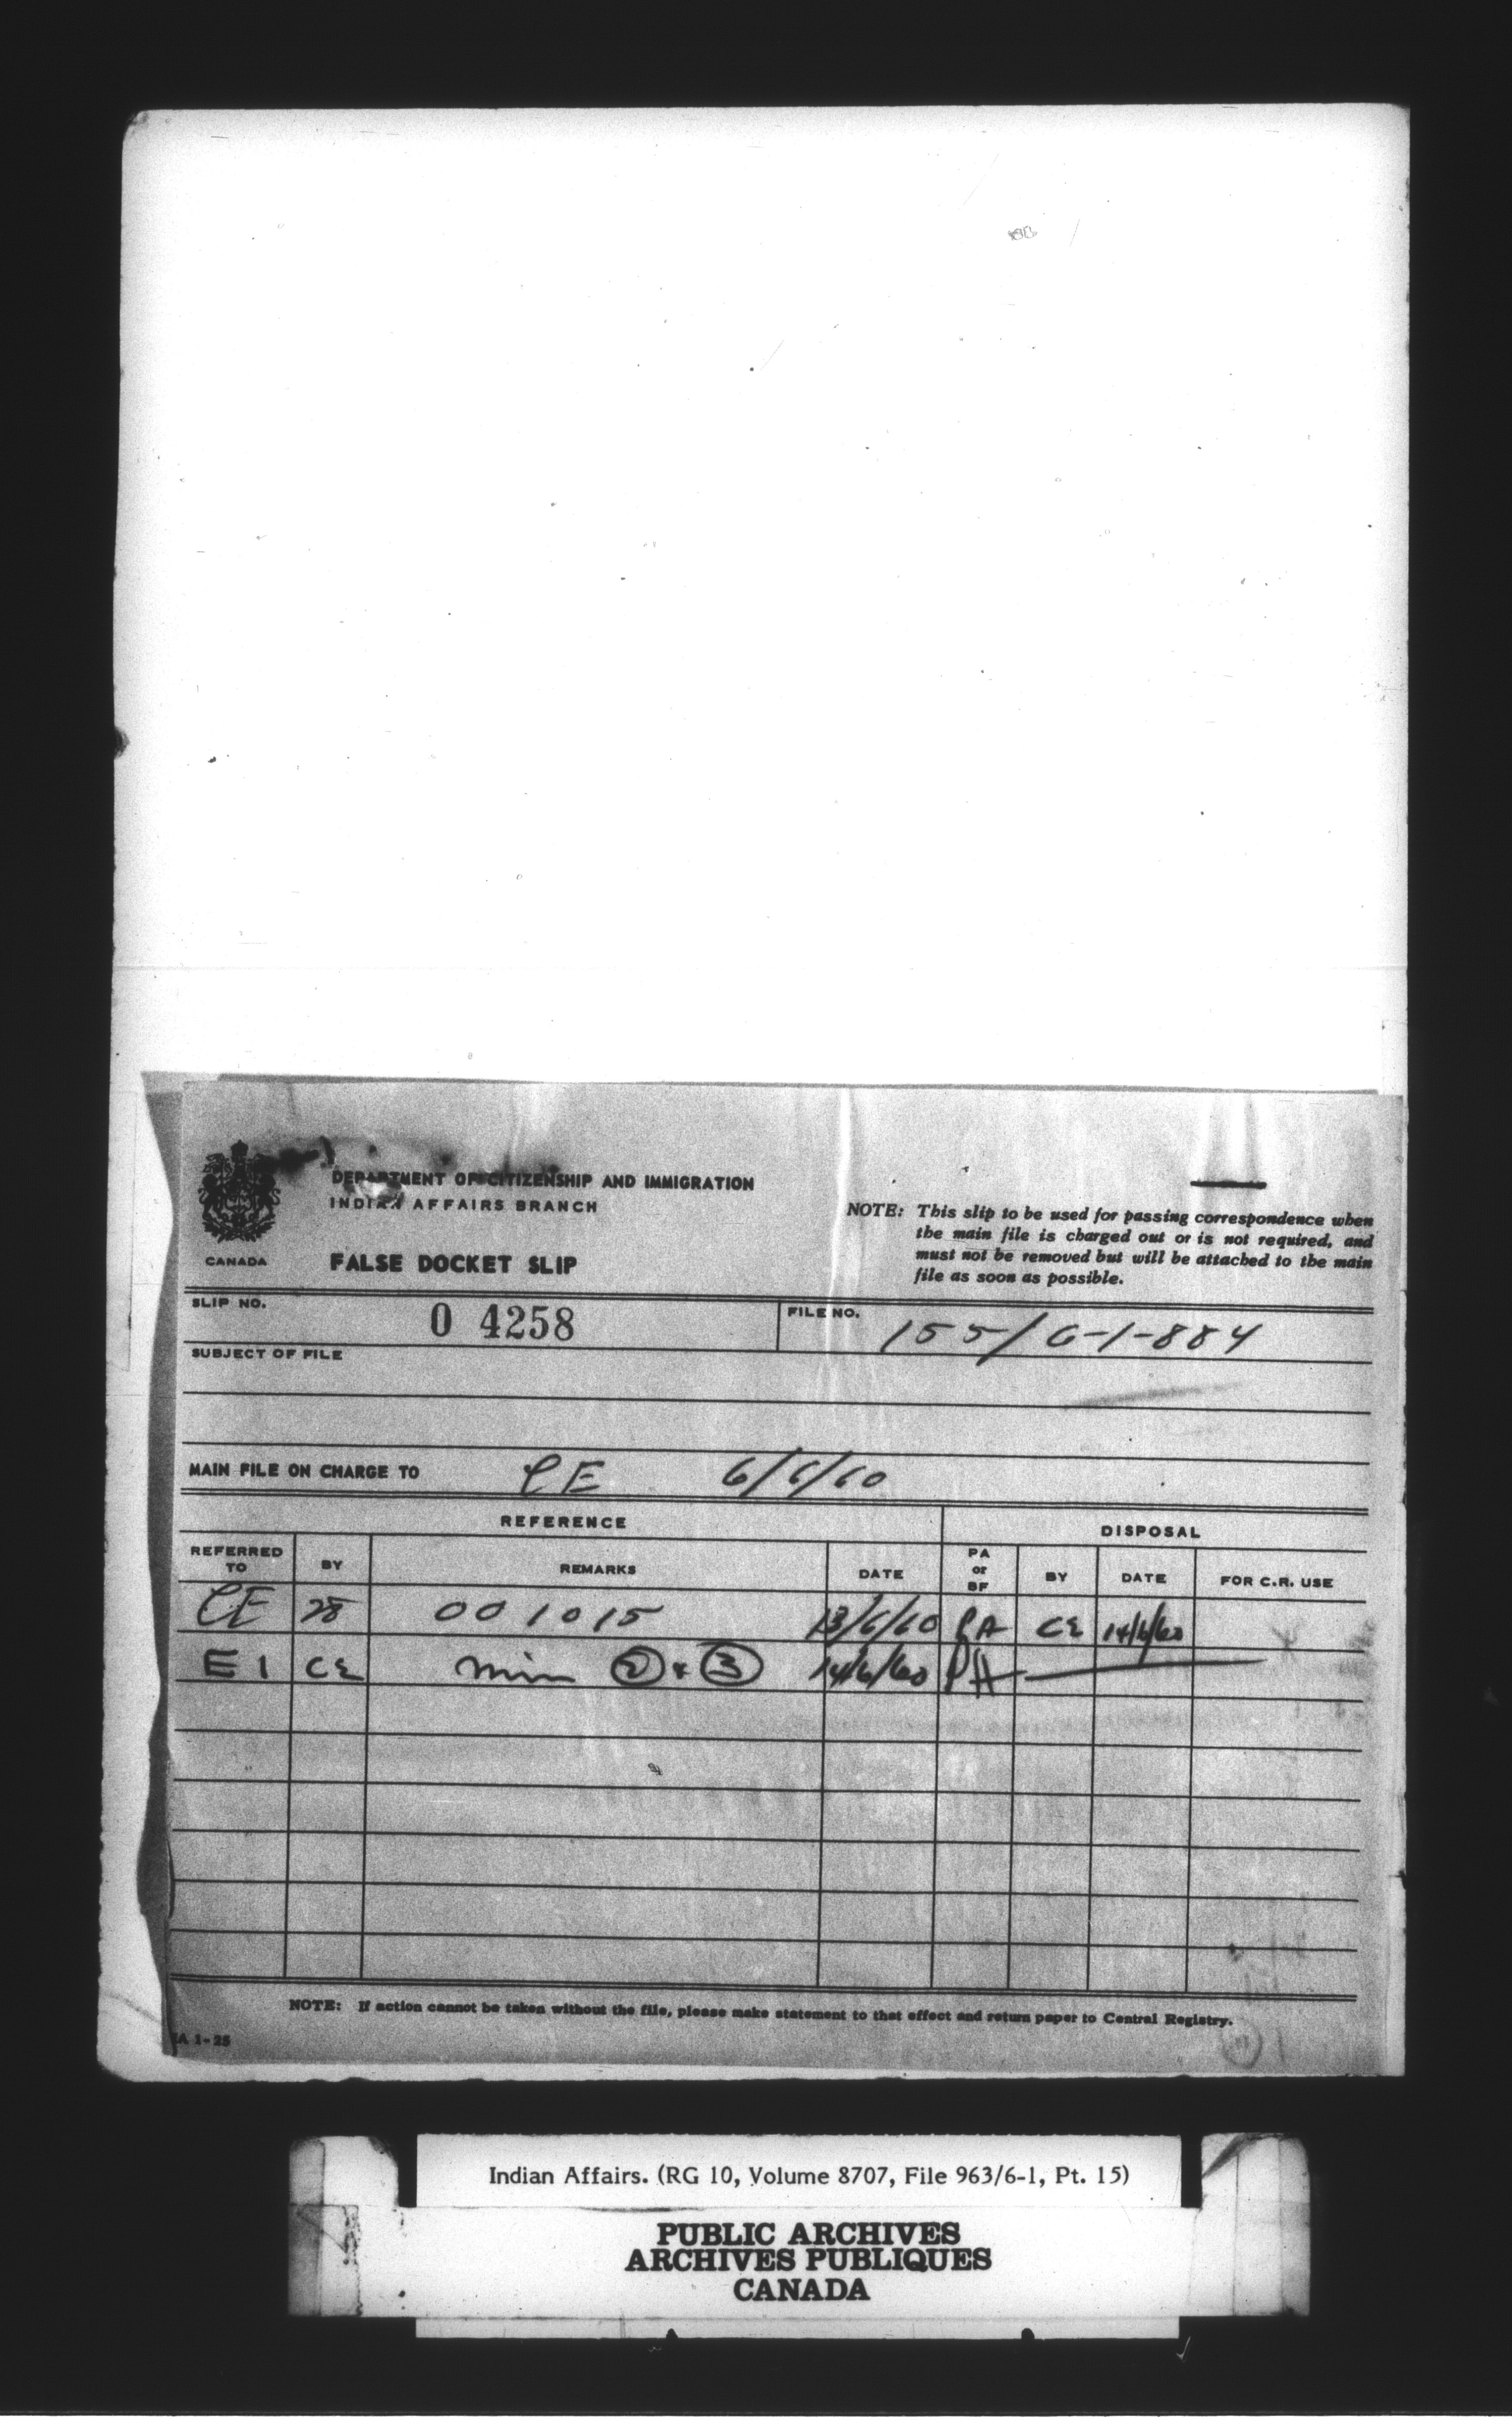 DEPARTMENT OF CITIZENSHIP AND IMMIGRATION
INDIAN AFFAIRS BRANCH
CANADA
FALSE DOCKET SLIP
NOTE: This slip to be used for passing correspondence when
the main file is charged out or is not required, and
must not be removed but will be attached to the main
file as soon as possible.
SLIP NO. 0 4258 FILE NO. 155/6-1-884
SUBJECT OF FILE
MAIN FILE ON CHARGE TO CE 6/6/60
REFERENCE DISPOSAL
REFERRED TO BY REMARKS DATE PA or BF BY DATE FOR C.R. USE
CE 28 001015 13/6/60 PA CE 14/6/60
E1 CE min 2 & 3 14/6/60 PA
NOTE: If action cannot be taken without the file, please make statement to that effect and return paper to Central Registry.
IA 1-25
Indian Affairs. (RG 10, Volume 8707, File 963/6-1, Pt. 15)
PUBLIC ARCHIVES
ARCHIVES PUBLIQUES
CANADA